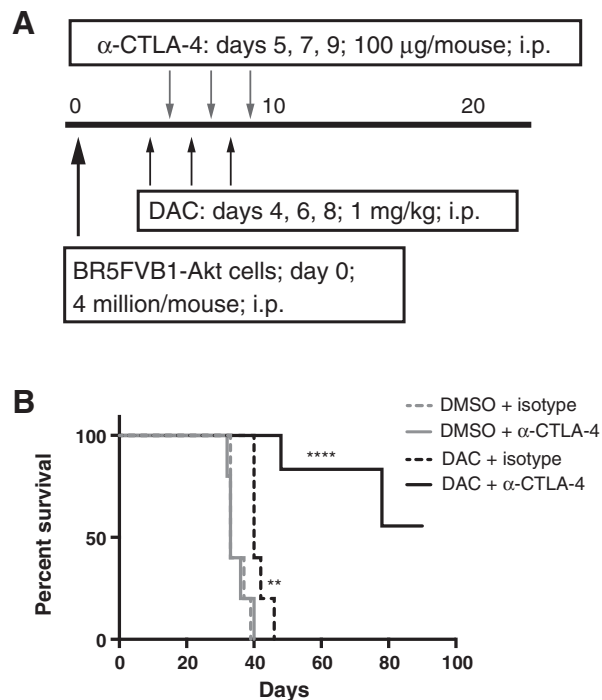 A
α-CTLA-4: days 5, 7, 9; 100 μg/mouse; i.p.
0 10 20
DAC: days 4, 6, 8; 1 mg/kg; i.p.
BR5FVB1-Akt cells; day 0;
4 million/mouse; i.p.
B
DMSO + isotype
DMSO + α-CTLA-4
DAC + isotype
DAC + α-CTLA-4
100
50
0
Percent survival
****
**
0 20 40 60 80 100
Days